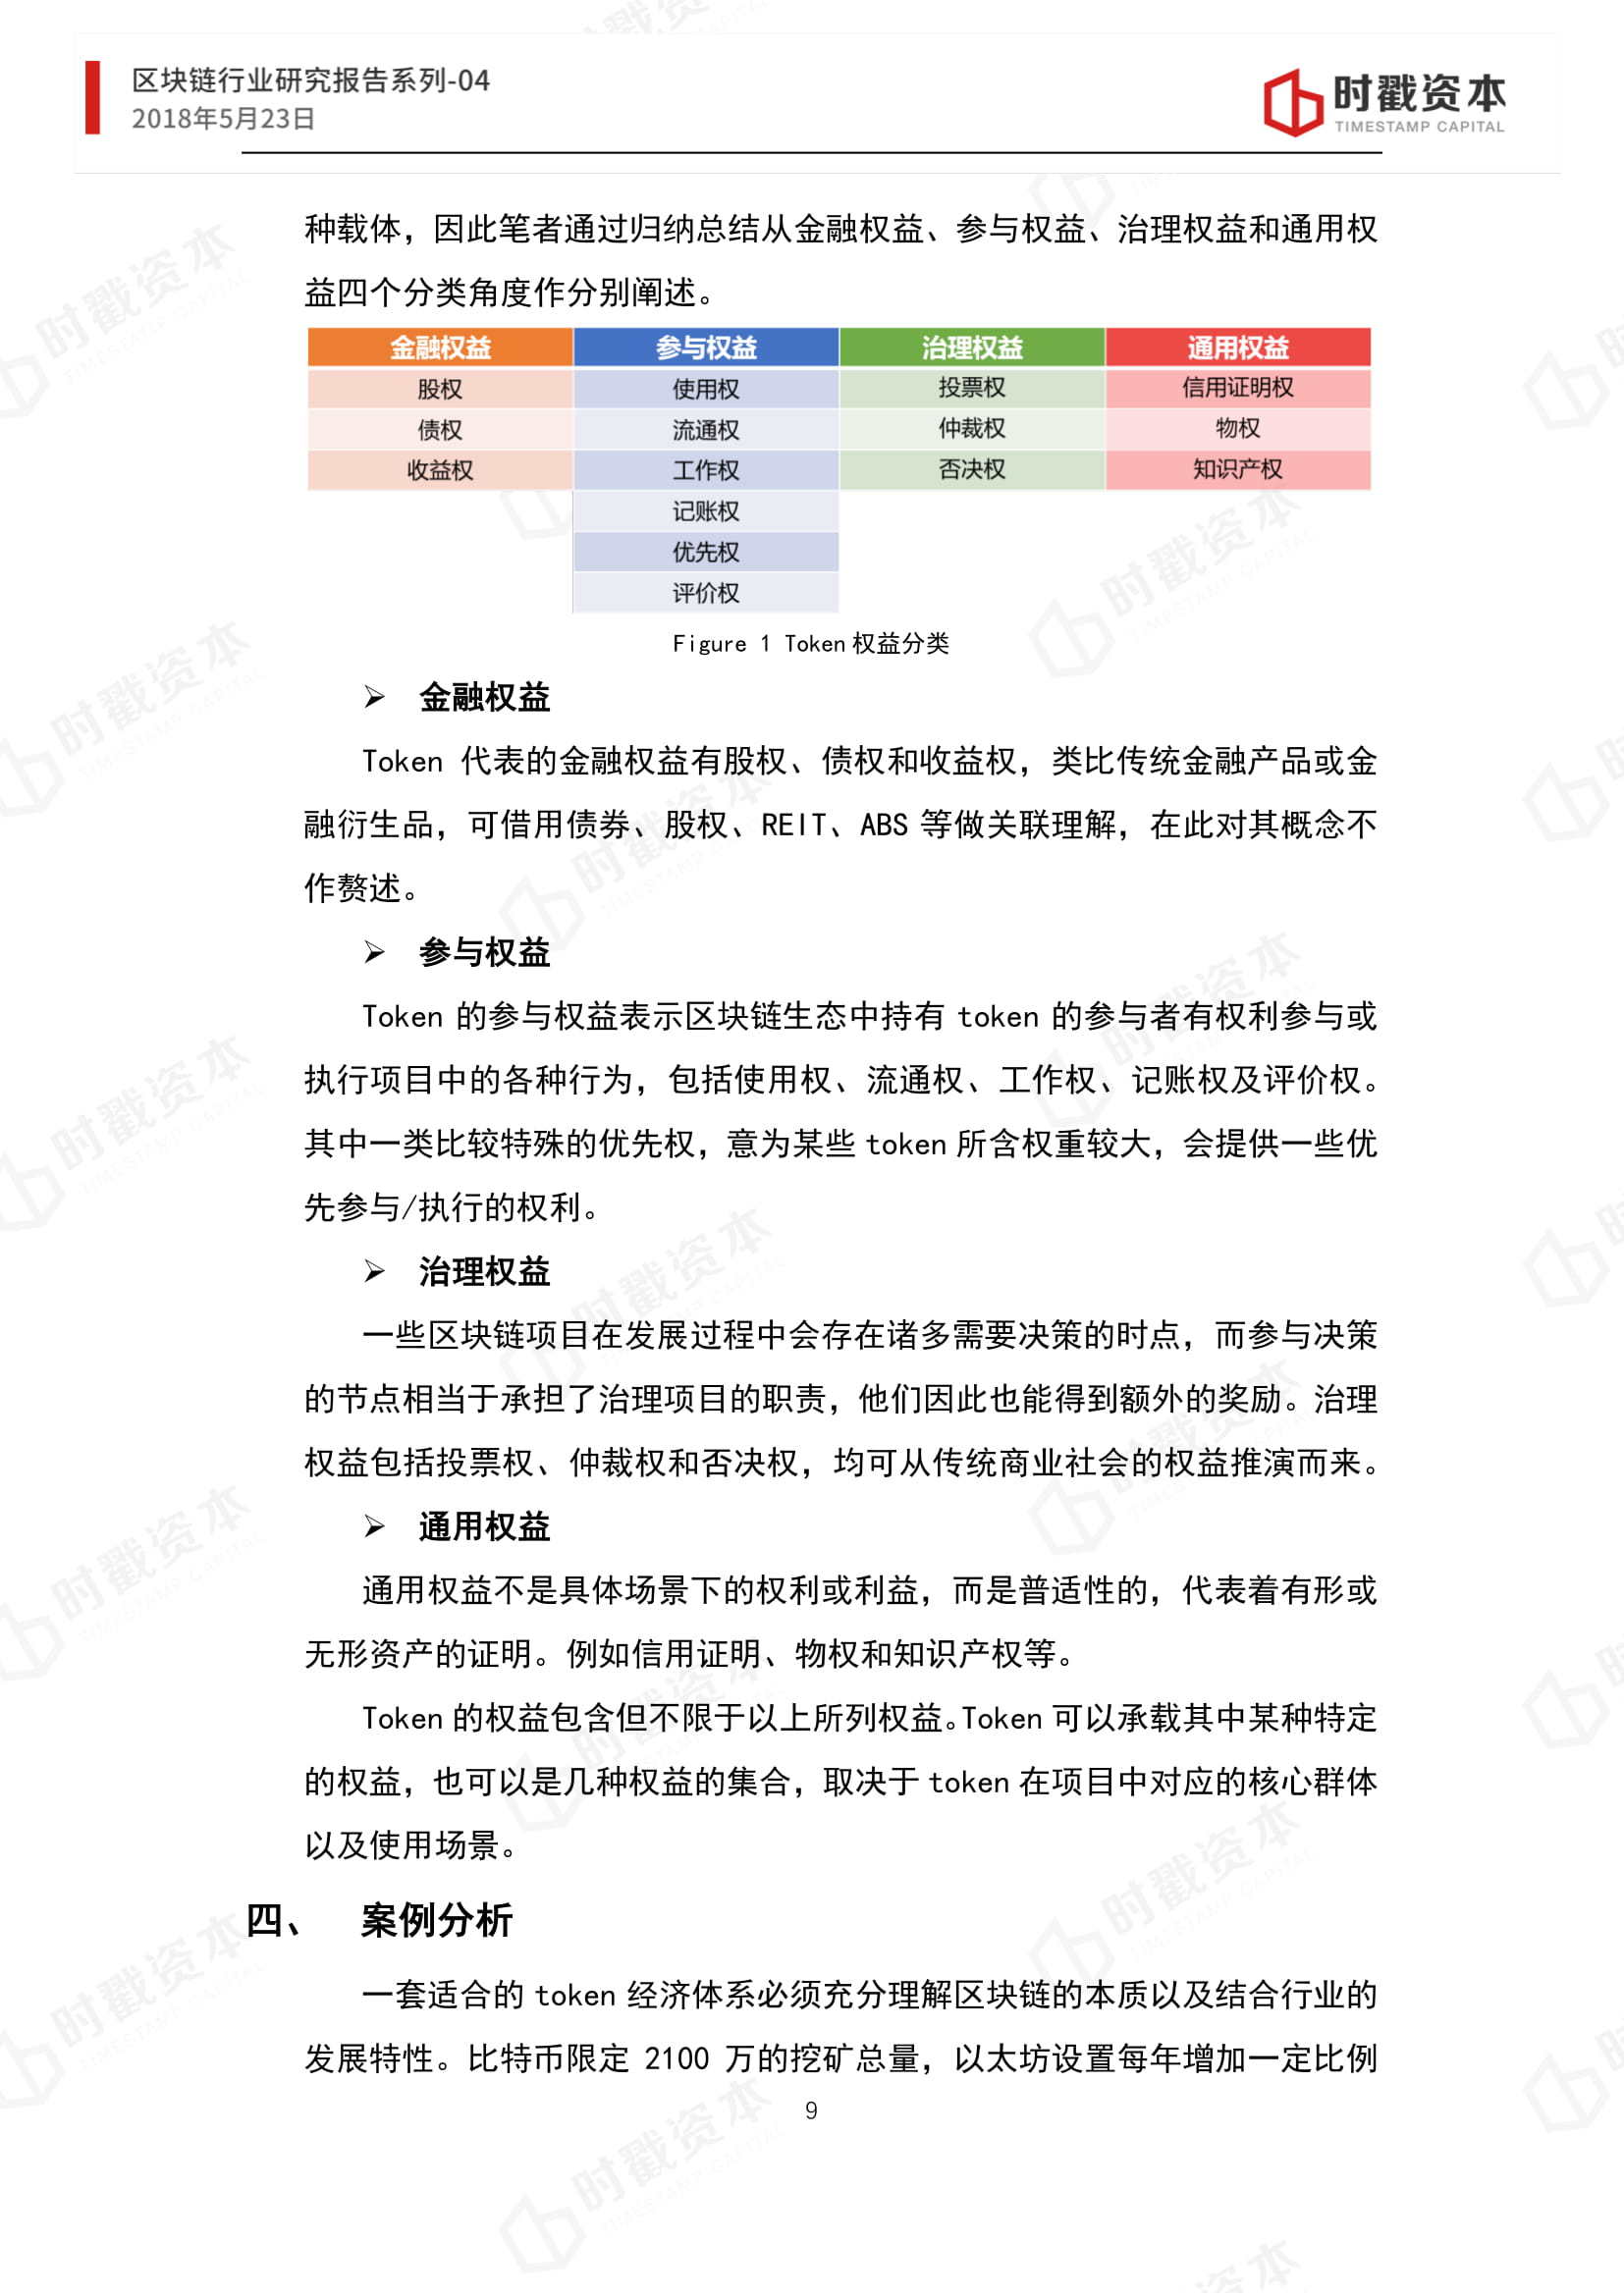 区块链行业研究报告系列-04
2018年5月23日
时戳资本
TIMESTAMP CAPITAL
种载体，因此笔者通过归纳总结从金融权益、参与权益、治理权益和通用权
益四个分类角度作分别阐述。
金融权益 参与权益 治理权益 通用权益
股权 使用权 投票权 信用证明权
债权 流通权 仲裁权 物权
收益权 工作权 否决权 知识产权
记账权
优先权
评价权
Figure 1 Token 权益分类
➢ 金融权益
Token 代表的金融权益有股权、债权和收益权，类比传统金融产品或金
融衍生品，可借用债券、股权、REIT、ABS 等做关联理解，在此对其概念不
作赘述。
➢ 参与权益
Token 的参与权益表示区块链生态中持有 token 的参与者有权利参与或
执行项目中的各种行为，包括使用权、流通权、工作权、记账权及评价权。
其中一类比较特殊的优先权，意为某些 token 所含权重较大，会提供一些优
先参与/执行的权利。
➢ 治理权益
一些区块链项目在发展过程中会存在诸多需要决策的时点，而参与决策
的节点相当于承担了治理项目的职责，他们因此也能得到额外的奖励。治理
权益包括投票权、仲裁权和否决权，均可从传统商业社会的权益推演而来。
➢ 通用权益
通用权益不是具体场景下的权利或利益，而是普适性的，代表着有形或
无形资产的证明。例如信用证明、物权和知识产权等。
Token 的权益包含但不限于以上所列权益。Token 可以承载其中某种特定
的权益，也可以是几种权益的集合，取决于 token 在项目中对应的核心群体
以及使用场景。
四、 案例分析
一套适合的 token 经济体系必须充分理解区块链的本质以及结合行业的
发展特性。比特币限定 2100 万的挖矿总量，以太坊设置每年增加一定比例
9